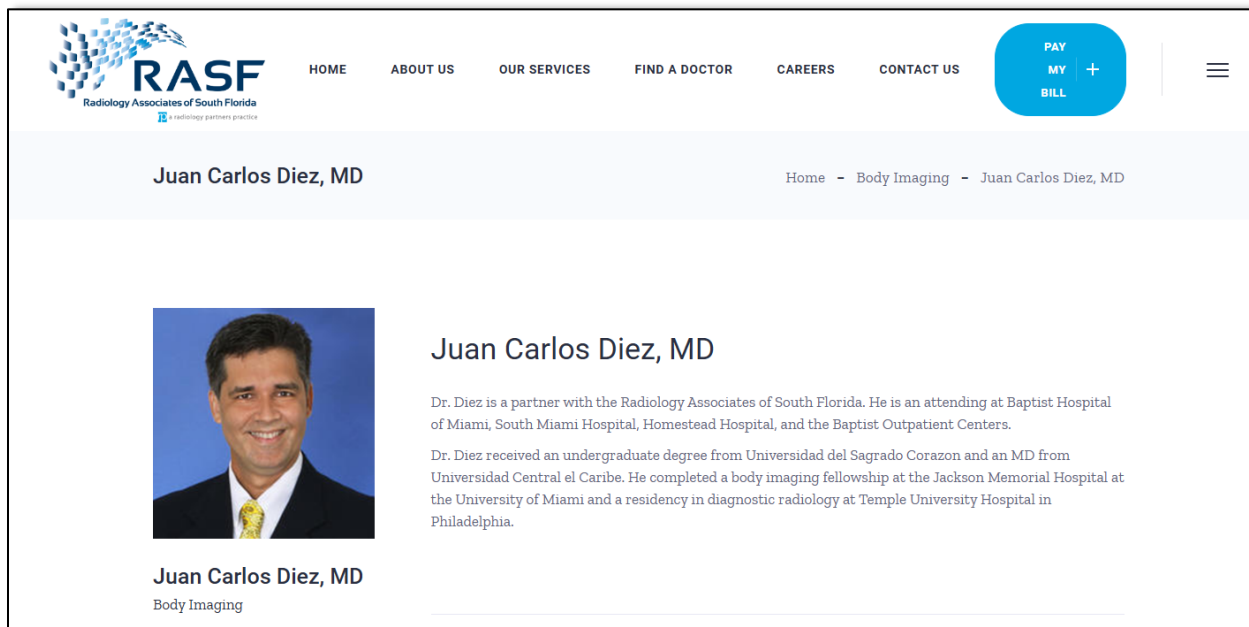 RASF
Radiology Associates of South Florida
a radiology partners practice
HOME ABOUT US OUR SERVICES FIND A DOCTOR CAREERS CONTACT US
PAY
MY +
BILL
Juan Carlos Diez, MD
Home – Body Imaging – Juan Carlos Diez, MD
Juan Carlos Diez, MD
Dr. Diez is a partner with the Radiology Associates of South Florida. He is an attending at Baptist Hospital
of Miami, South Miami Hospital, Homestead Hospital, and the Baptist Outpatient Centers.
Dr. Diez received an undergraduate degree from Universidad del Sagrado Corazon and an MD from
Universidad Central el Caribe. He completed a body imaging fellowship at the Jackson Memorial Hospital at
the University of Miami and a residency in diagnostic radiology at Temple University Hospital in
Philadelphia.
Juan Carlos Diez, MD
Body Imaging